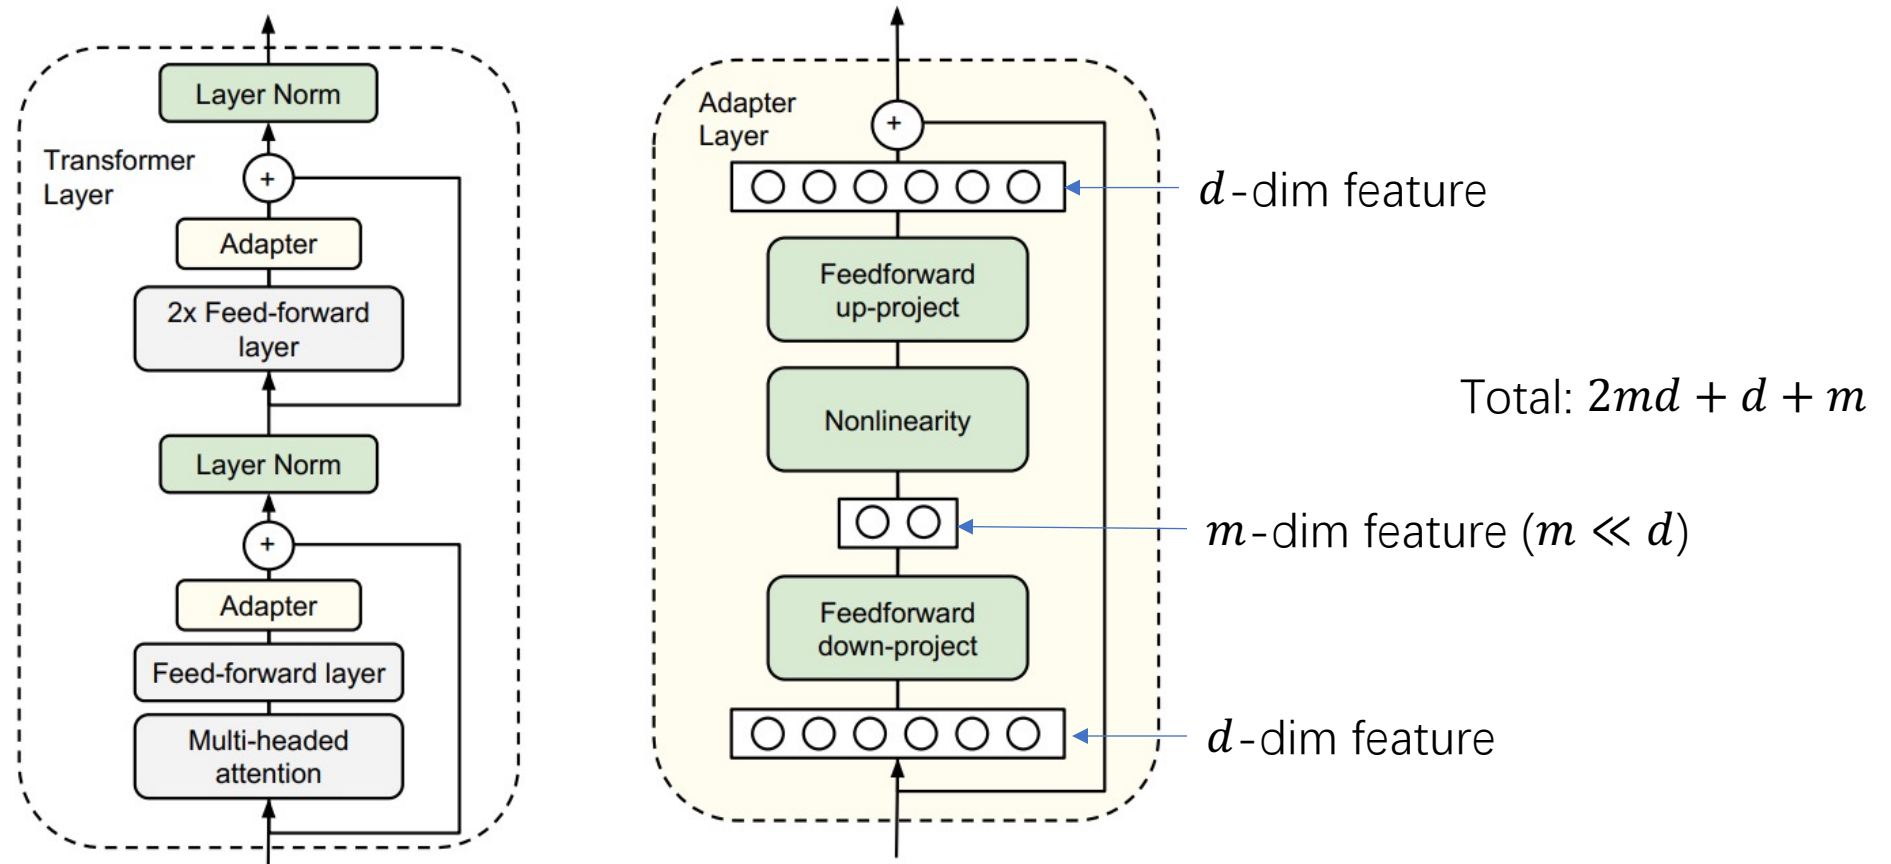 Layer Norm
Transformer
Layer
+
Adapter
2x Feed-forward
layer
Layer Norm
+
Adapter
Feed-forward layer
Multi-headed
attention
Adapter
Layer
+
Feedforward
up-project
Nonlinearity
Feedforward
down-project
d-dim feature
Total: 2md + d + m
m-dim feature (m ≪ d)
d-dim feature